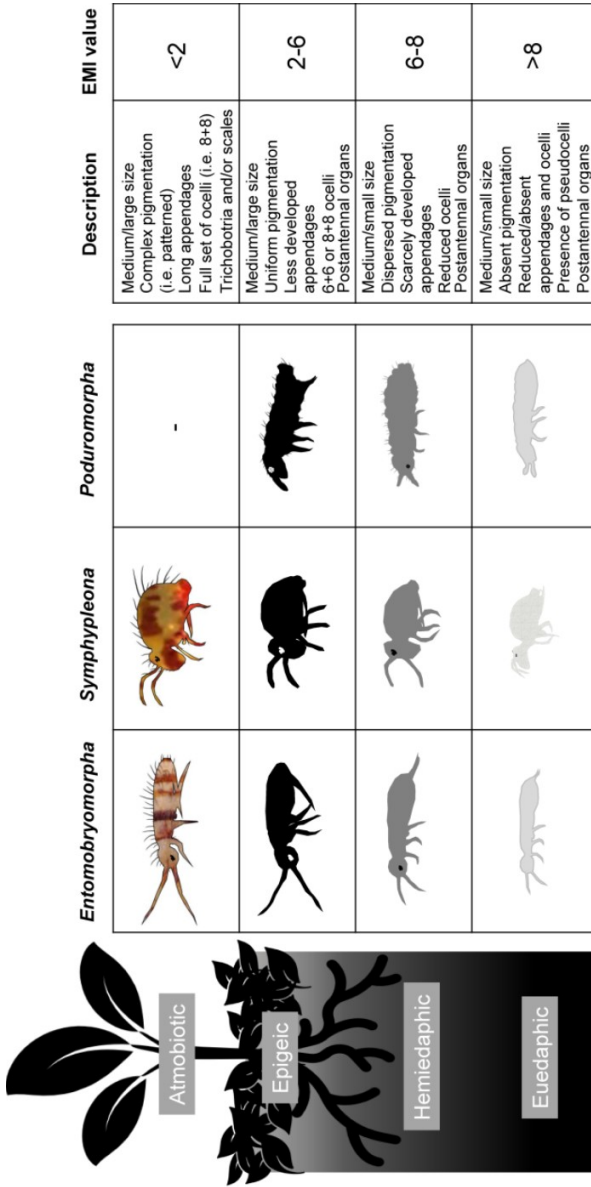 Entomobryomorpha
Symphypleona
Poduromorpha
Description
EMI value
Atmobiotic
-
Medium/large size
Complex pigmentation
(i.e. patterned)
Long appendages
Full set of ocelli (i.e. 8+8)
Trichobotria and/or scales
<2
Epigeic
Medium/large size
Uniform pigmentation
Less developed
appendages
6+6 or 8+8 ocelli
Postantennal organs
2-6
Hemiedaphic
Medium/small size
Dispersed pigmentation
Scarcely developed
appendages
Reduced ocelli
Postantennal organs
6-8
Euedaphic
Medium/small size
Absent pigmentation
Reduced/absent
appendages and ocelli
Presence of pseudocelli
Postantennal organs
>8